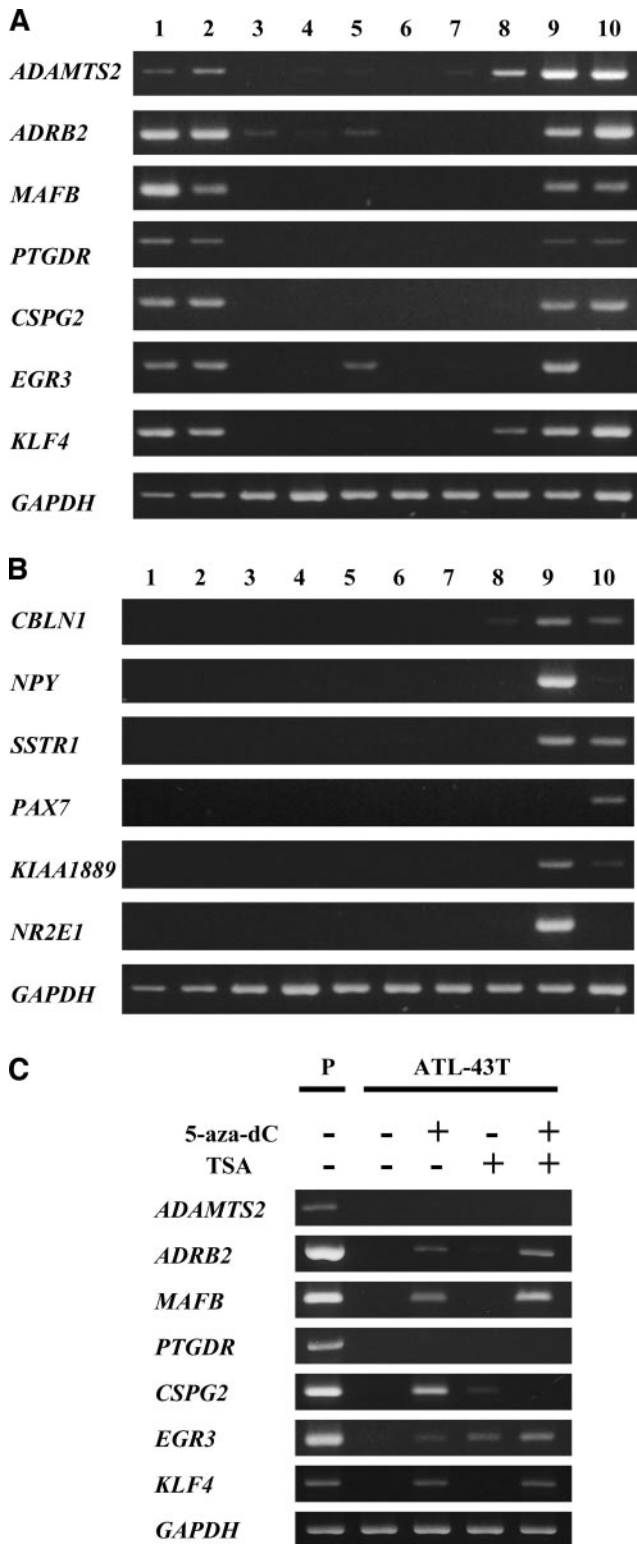 A
1 2 3 4 5 6 7 8 9 10
ADAMTS2
ADRB2
MAFB
PTGDR
CSPG2
EGR3
KLF4
GAPDH
B
1 2 3 4 5 6 7 8 9 10
CBLN1
NPY
SSTR1
PAX7
KIAA1889
NR2E1
GAPDH
C
P ATL-43T
5-aza-dC - - + - +
TSA - - - + +
ADAMTS2
ADRB2
MAFB
PTGDR
CSPG2
EGR3
KLF4
GAPDH